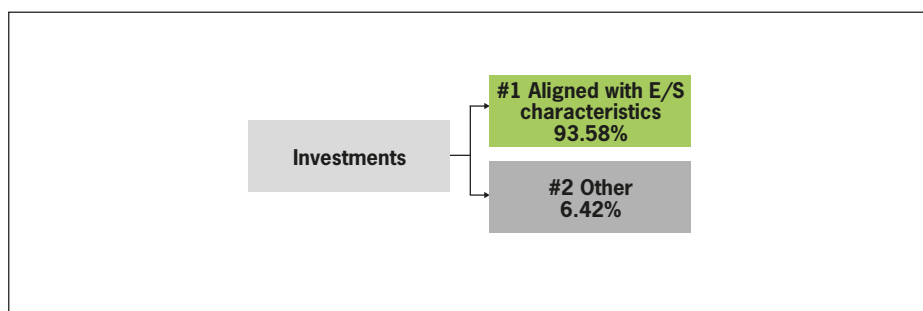 #1 Aligned with E/S
characteristics
93.58%
Investments
#2 Other
6.42%